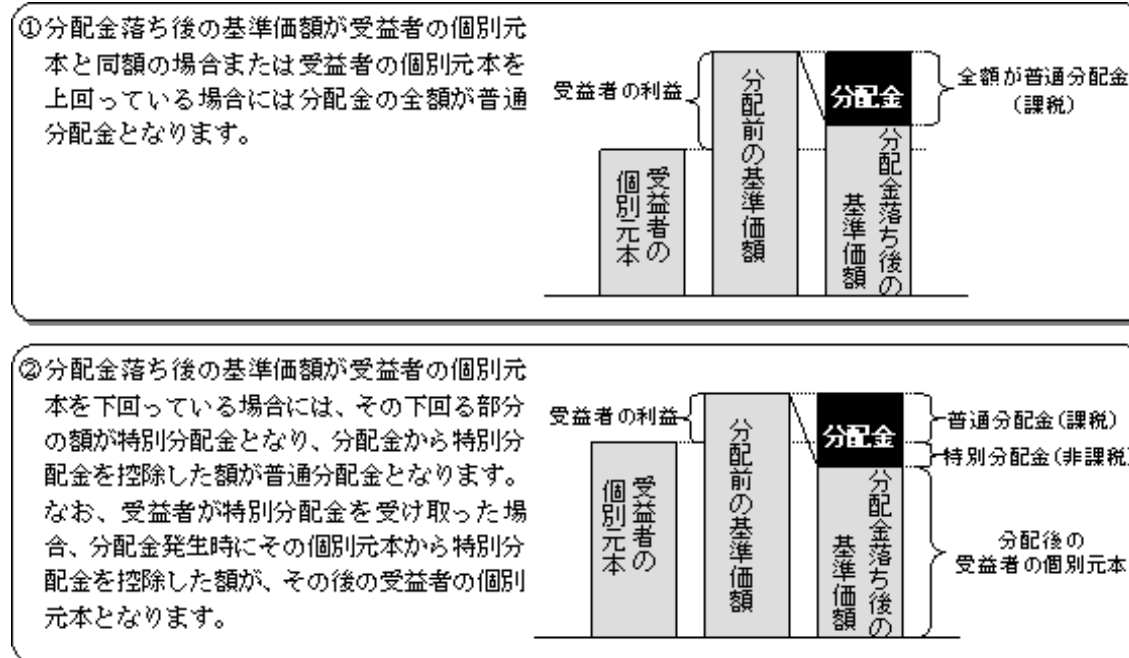 ①分配金落ち後の基準価額が受益者の個別元
本と同額の場合または受益者の個別元本を
上回っている場合には分配金の全額が普通
分配金となります。
受益者の利益
受益者の
個別元本
分配前の基準価額
分配金
分配金落ち後の
基準価額
全額が普通分配金
(課税)
②分配金落ち後の基準価額が受益者の個別元
本を下回っている場合には、その下回る部分
の額が特別分配金となり、分配金から特別分
配金を控除した額が普通分配金となります。
なお、受益者が特別分配金を受け取った場
合、分配金発生時にその個別元本から特別分
配金を控除した額が、その後の受益者の個別
元本となります。
受益者の利益
受益者の
個別元本
分配前の基準価額
分配金
分配金落ち後の
基準価額
普通分配金(課税)
特別分配金(非課税)
分配後の
受益者の個別元本